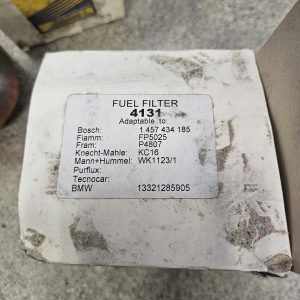 FUEL FILTER
4131
Adaptable to:
Bosch: 1 457 434 185
Fiamm: FP5025
Fram: P4807
Knecht-Mahle: KC16
Mann+Hummel: WK1123/1
Purflux:
Tecnocar:
BMW 13321285905